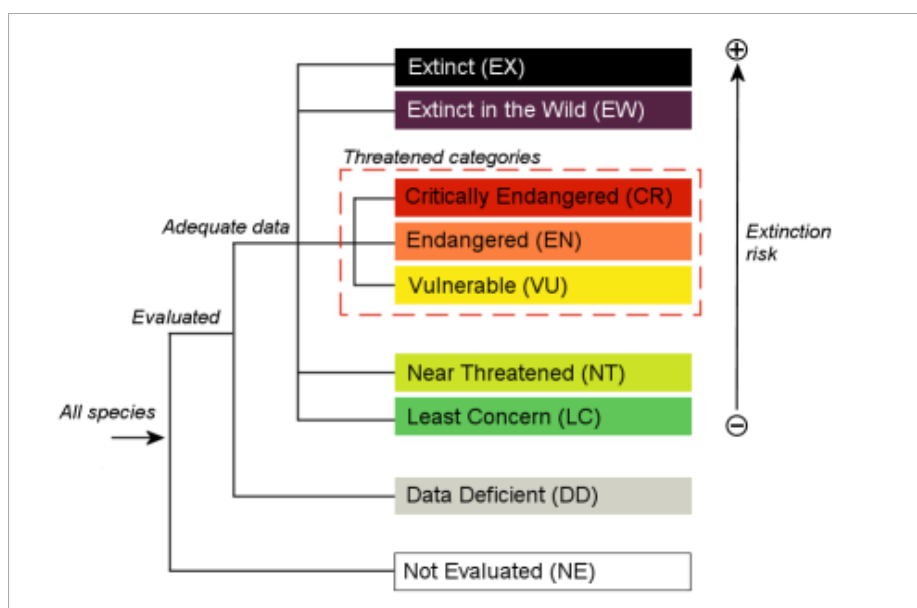 Extinct (EX)
Extinct in the Wild (EW)
Threatened categories
Critically Endangered (CR)
Adequate data
Endangered (EN)
Extinction
risk
Vulnerable (VU)
Evaluated
Near Threatened (NT)
All species
Least Concern (LC)
Data Deficient (DD)
Not Evaluated (NE)